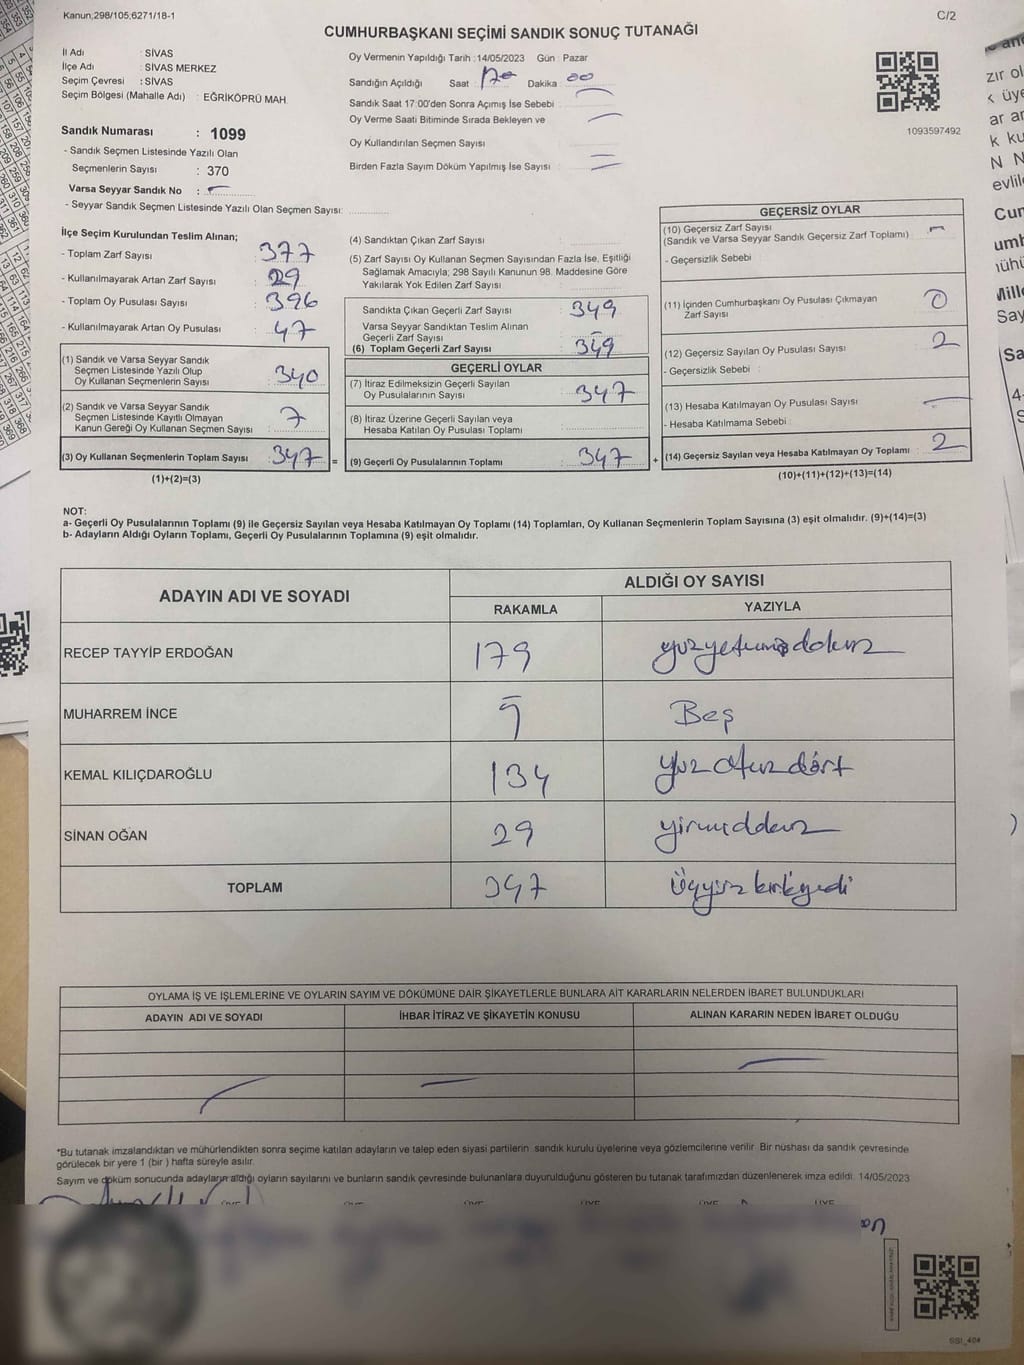 Kanun;298/105;6271/18-1
C/2
CUMHURBAŞKANI SEÇİMİ SANDIK SONUÇ TUTANAĞI
İl Adı : SİVAS
İlçe Adı : SİVAS MERKEZ
Seçim Çevresi : SİVAS
Seçim Bölgesi (Mahalle Adı) : EĞRİKÖPRÜ MAH.
Sandık Numarası : 1099
- Sandık Seçmen Listesinde Yazılı Olan
Seçmenlerin Sayısı : 370
Varsa Seyyar Sandık No :
- Seyyar Sandık Seçmen Listesinde Yazılı Olan Seçmen Sayısı:
Oy Vermenin Yapıldığı Tarih :14/05/2023 Gün : Pazar
Sandığın Açıldığı Saat 17 00 Dakika 00
Sandık Saat 17:00'den Sonra Açımış İse Sebebi :
Oy Verme Saati Bitiminde Sırada Bekleyen ve
Oy Kullandırılan Seçmen Sayısı :
Birden Fazla Sayım Döküm Yapılmış İse Sayısı :
1093597492
İlçe Seçim Kurulundan Teslim Alınan;
- Toplam Zarf Sayısı : 377
- Kullanılmayarak Artan Zarf Sayısı : 29
- Toplam Oy Pusulası Sayısı : 396
- Kullanılmayarak Artan Oy Pusulası : 47
(1) Sandık ve Varsa Seyyar Sandık
Seçmen Listesinde Yazılı Olup
Oy Kullanan Seçmenlerin Sayısı : 340
(2) Sandık ve Varsa Seyyar Sandık
Seçmen Listesinde Kayıtlı Olmayan
Kanun Gereği Oy Kullanan Seçmen Sayısı : 7
(3) Oy Kullanan Seçmenlerin Toplam Sayısı : 347 =
(1)+(2)=(3)
(4) Sandıktan Çıkan Zarf Sayısı :
(5) Zarf Sayısı Oy Kullanan Seçmen Sayısından Fazla İse, Eşitliği
Sağlamak Amacıyla; 298 Sayılı Kanunun 98. Maddesine Göre
Yakılarak Yok Edilen Zarf Sayısı :
Sandıkta Çıkan Geçerli Zarf Sayısı : 349
Varsa Seyyar Sandıktan Teslim Alınan
Geçerli Zarf Sayısı :
(6) Toplam Geçerli Zarf Sayısı : 349
GEÇERLİ OYLAR
(7) İtiraz Edilmeksizin Geçerli Sayılan
Oy Pusulalarının Sayısı : 347
(8) İtiraz Üzerine Geçerli Sayılan veya
Hesaba Katılan Oy Pusulası Toplamı :
(9) Geçerli Oy Pusulalarının Toplamı : 347 +
GEÇERSİZ OYLAR
(10) Geçersiz Zarf Sayısı
(Sandık ve Varsa Seyyar Sandık Geçersiz Zarf Toplamı) :
- Geçersizlik Sebebi :
(11) İçinden Cumhurbaşkanı Oy Pusulası Çıkmayan
Zarf Sayısı : 0
(12) Geçersiz Sayılan Oy Pusulası Sayısı : 2
- Geçersizlik Sebebi :
(13) Hesaba Katılmayan Oy Pusulası Sayısı :
- Hesaba Katılmama Sebebi :
(14) Geçersiz Sayılan veya Hesaba Katılmayan Oy Toplamı : 2
(10)+(11)+(12)+(13)=(14)
NOT:
a- Geçerli Oy Pusulalarının Toplamı (9) ile Geçersiz Sayılan veya Hesaba Katılmayan Oy Toplamı (14) Toplamları, Oy Kullanan Seçmenlerin Toplam Sayısına (3) eşit olmalıdır. (9)+(14)=(3)
b- Adayların Aldığı Oyların Toplamı, Geçerli Oy Pusulalarının Toplamına (9) eşit olmalıdır.
ADAYIN ADI VE SOYADI
ALDIĞI OY SAYISI
RAKAMLA YAZIYLA
RECEP TAYYİP ERDOĞAN 179
MUHARREM İNCE 5 Beş
KEMAL KILIÇDAROĞLU 134 yüz otuz dört
SİNAN OĞAN 29
TOPLAM 347 Üçyüz kırkyedi
OYLAMA İŞ VE İŞLEMLERİNE VE OYLARIN SAYIM VE DÖKÜMÜNE DAİR ŞİKAYETLERLE BUNLARA AİT KARARLARIN NELERDEN İBARET BULUNDUKLARI
ADAYIN ADI VE SOYADI İHBAR İTİRAZ VE ŞİKAYETİN KONUSU ALINAN KARARIN NEDEN İBARET OLDUĞU
*Bu tutanak imzalandıktan ve mühürlendikten sonra seçime katılan adayların ve talep eden siyasi partilerin sandık kurulu üyelerine veya gözlemcilerine verilir. Bir nüshası da sandık çevresinde
görülecek bir yere 1 (bir ) hafta süreyle asılır.
Sayım ve döküm sonucunda adayların aldığı oyların sayılarını ve bunların sandık çevresinde bulunanlara duyurulduğunu gösteren bu tutanak tarafımızdan düzenlenerek imza edildi. 14/05/2023